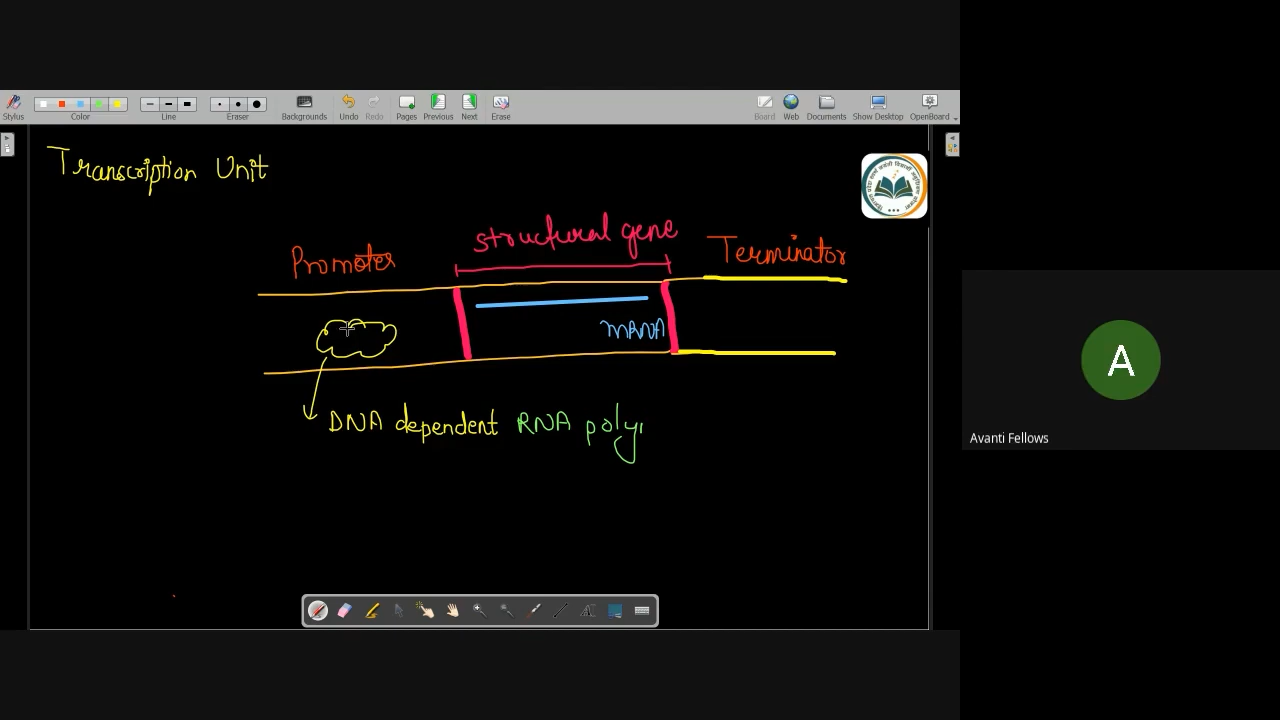 Stylus
Color
Line
Eraser
Backgrounds
Undo
Redo
Pages
Previous
Next
Erase
Board
Web
Documents
Show Desktop
OpenBoard
Transcription Unit
structural gene
Promoter
Terminator
mRNA
DNA dependent RNA poly
A
Avanti Fellows